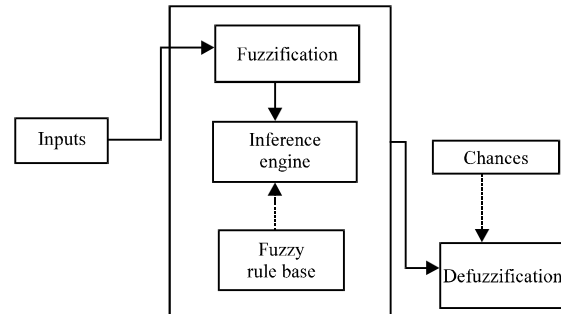 Fuzzification
Inputs
Inference
engine
Chances
Fuzzy
rule base
Defuzzification